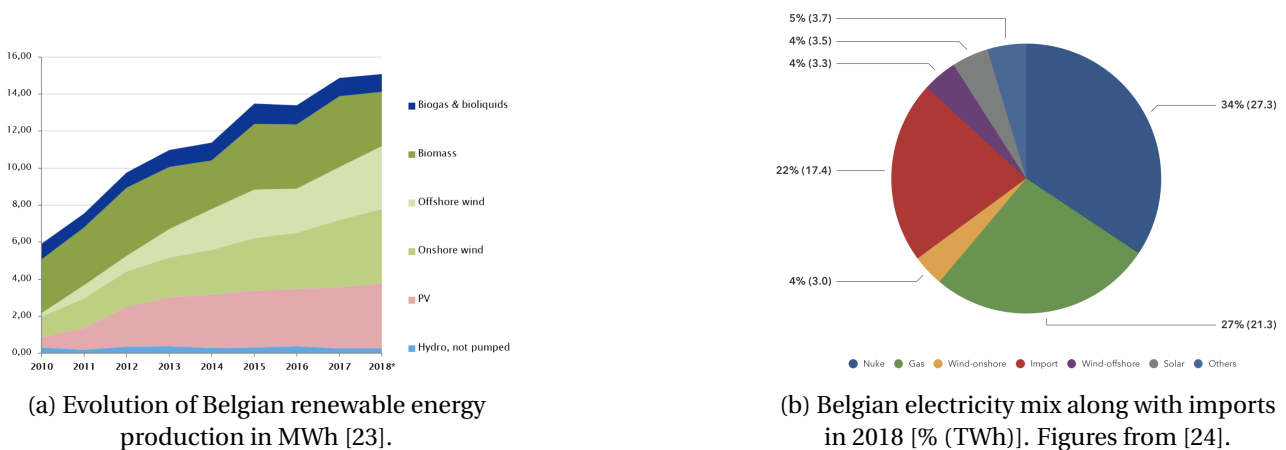 16,00
14,00
12,00
10,00
8,00
6,00
4,00
2,00
0,00
2010 2011 2012 2013 2014 2015 2016 2017 2018*
Biogas & bioliquids
Biomass
Offshore wind
Onshore wind
PV
Hydro, not pumped
(a) Evolution of Belgian renewable energy
production in MWh [23].
5% (3.7)
4% (3.5)
4% (3.3)
34% (27.3)
22% (17.4)
4% (3.0)
27% (21.3)
Nuke Gas Wind-onshore Import Wind-offshore Solar Others
(b) Belgian electricity mix along with imports
in 2018 [% (TWh)]. Figures from [24].